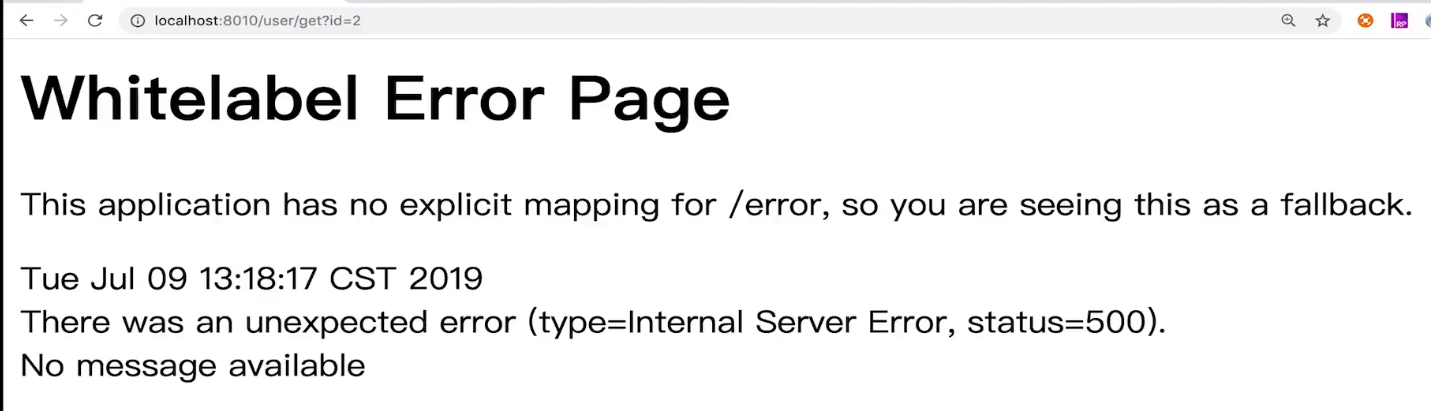 localhost:8010/user/get?id=2
RP
Whitelabel Error Page
This application has no explicit mapping for /error, so you are seeing this as a fallback.
Tue Jul 09 13:18:17 CST 2019
There was an unexpected error (type=Internal Server Error, status=500).
No message available